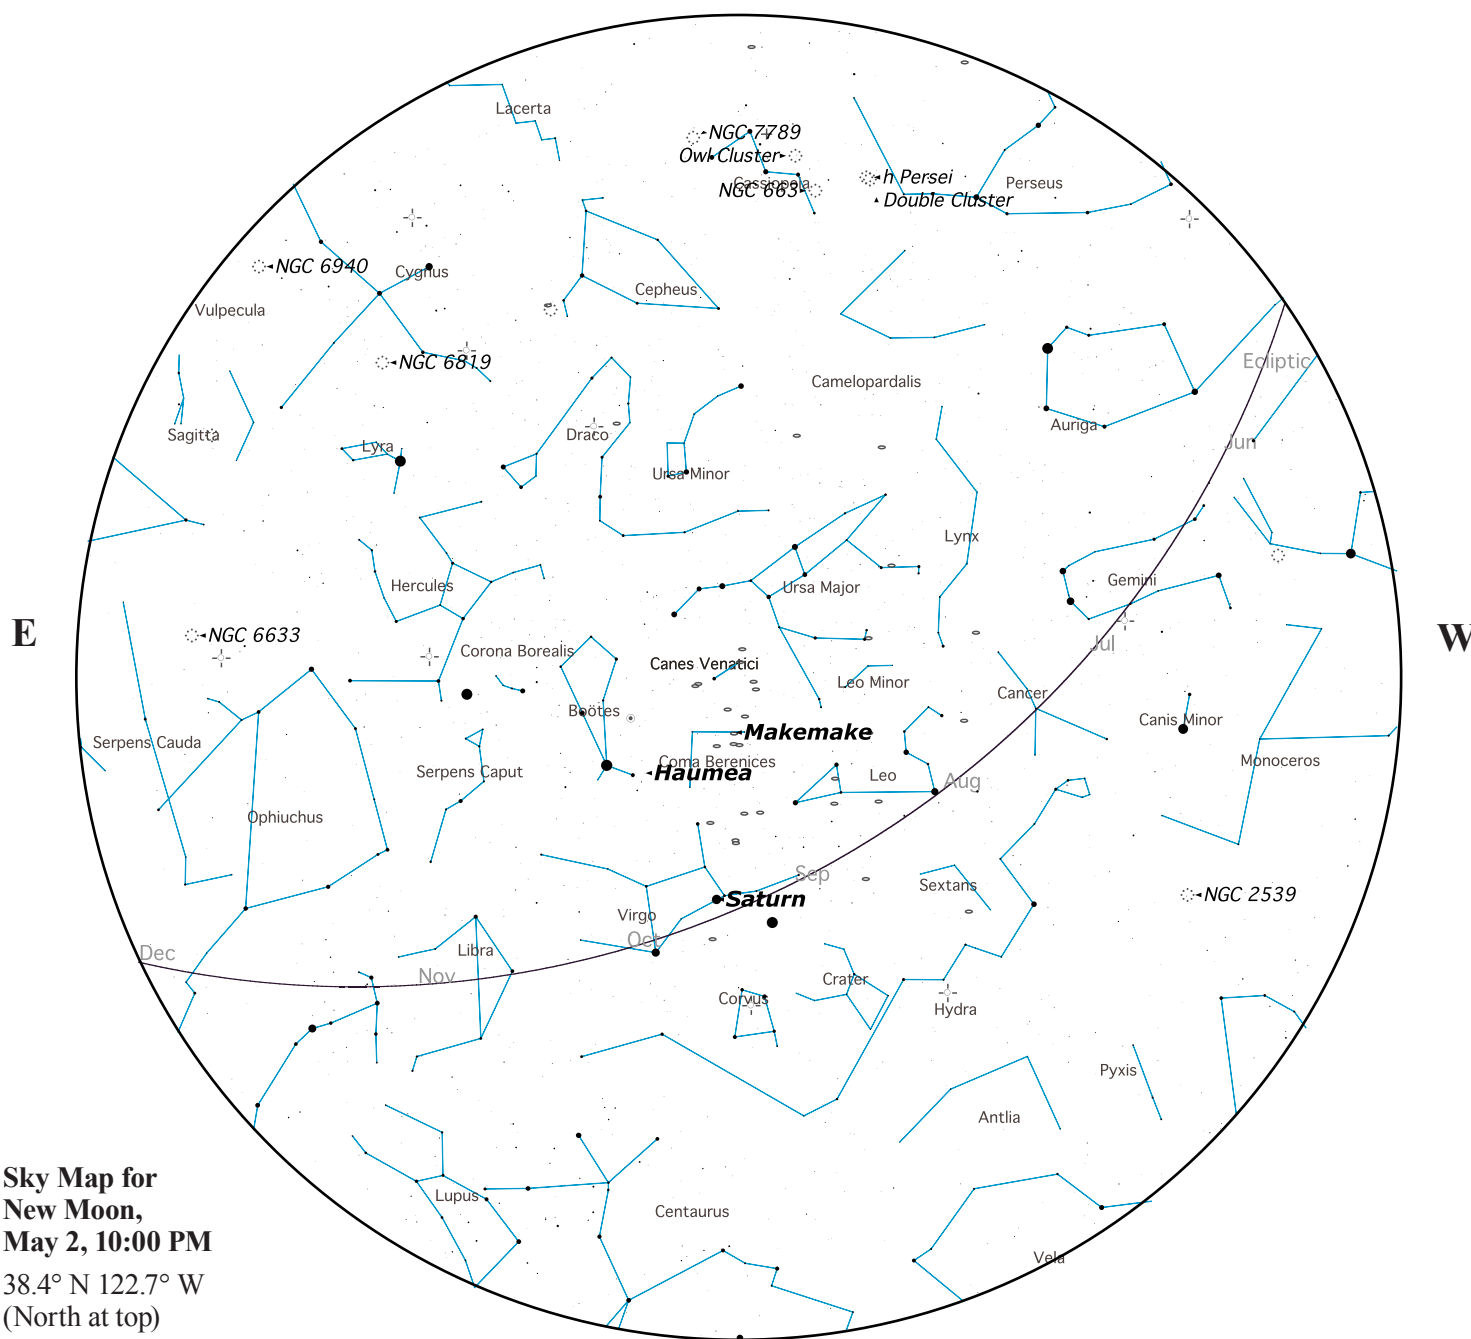 Lacerta
NGC 7789
Owl Cluster
Cassiopeia
NGC 663
h Persei
Double Cluster
Perseus
NGC 6940
Cygnus
Cepheus
Vulpecula
NGC 6819
Ecliptic
Camelopardalis
Auriga
Sagitta
Lyra
Draco
Ursa Minor
Jun
Lynx
Hercules
Ursa Major
Gemini
E
NGC 6633
W
Corona Borealis
Canes Venatici
Jul
Leo Minor
Cancer
Boötes
Canis Minor
Makemake
Serpens Cauda
Coma Berenices
Monoceros
Serpens Caput
Haumea
Leo
Aug
Ophiuchus
Sep
Sextans
NGC 2539
Saturn
Virgo
Oct
Libra
Dec
Nov
Crater
Corvus
Hydra
Pyxis
Antlia
Sky Map for
New Moon,
May 2, 10:00 PM
38.4° N 122.7° W
(North at top)
Lupus
Centaurus
Vela